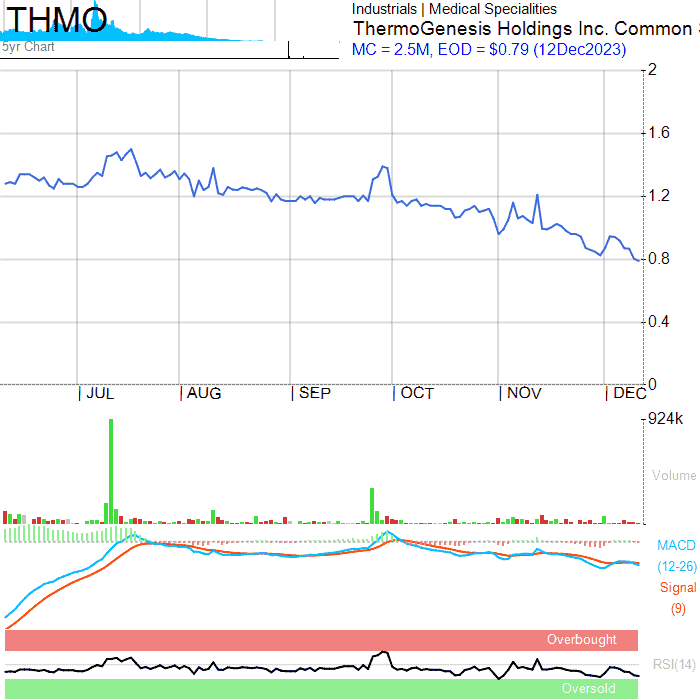 THMO
5yr Chart
Industrials | Medical Specialities
ThermoGenesis Holdings Inc. Common
MC = 2.5M, EOD = $0.79 (12Dec2023)
2
1.6
1.2
0.8
0.4
0
| JUL | AUG | SEP | OCT | NOV | DEC
924k
Volume
MACD
(12-26)
Signal
(9)
Overbought
RSI(14)
Oversold